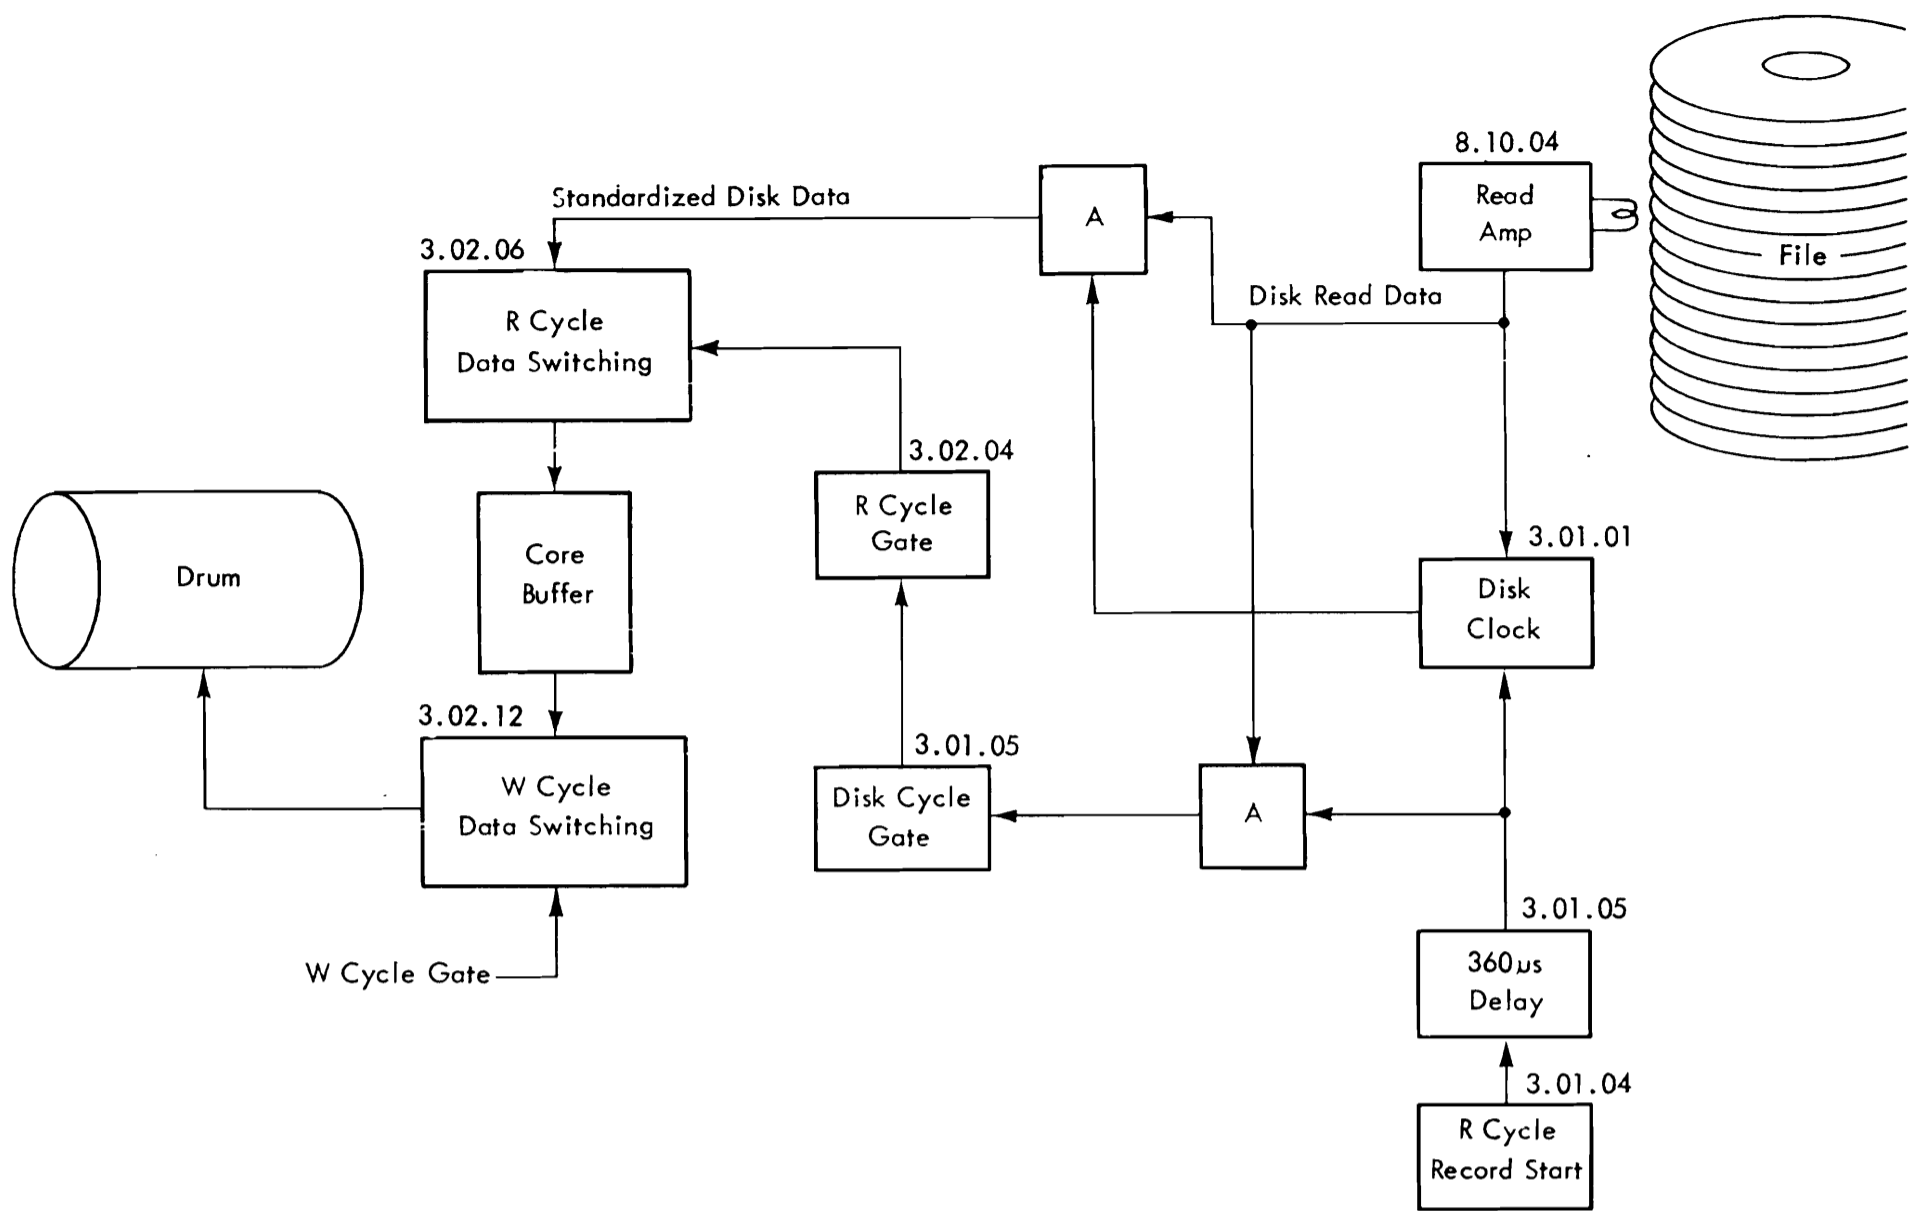 8.10.04
Read
Amp
File
Standardized Disk Data
A
3.02.06
R Cycle
Data Switching
Disk Read Data
3.02.04
R Cycle
Gate
Core
Buffer
Drum
3.01.01
Disk
Clock
3.02.12
W Cycle
Data Switching
3.01.05
Disk Cycle
Gate
A
W Cycle Gate
3.01.05
360μs
Delay
3.01.04
R Cycle
Record Start